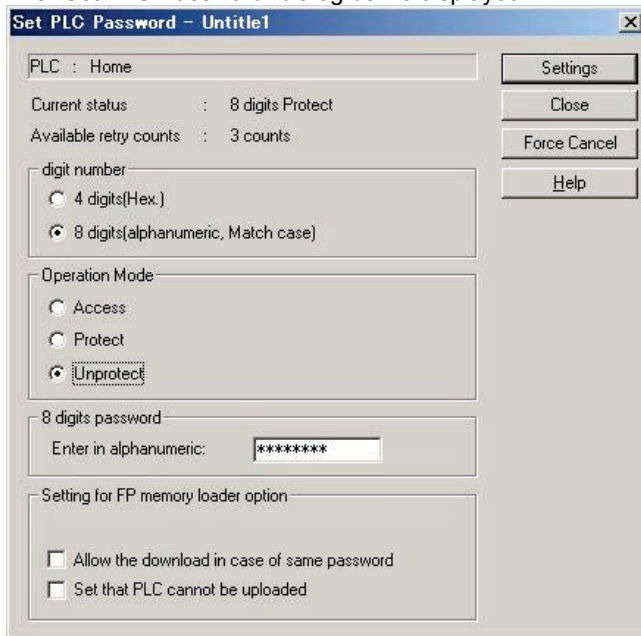 Set PLC Password - Untitle1
PLC : Home
Settings
Current status : 8 digits Protect
Close
Available retry counts : 3 counts
Force Cancel
digit number
Help
4 digits(Hex.)
8 digits(alphanumeric, Match case)
Operation Mode
Access
Protect
Unprotect
8 digits password
Enter in alphanumeric: ********
Setting for FP memory loader option
Allow the download in case of same password
Set that PLC cannot be uploaded